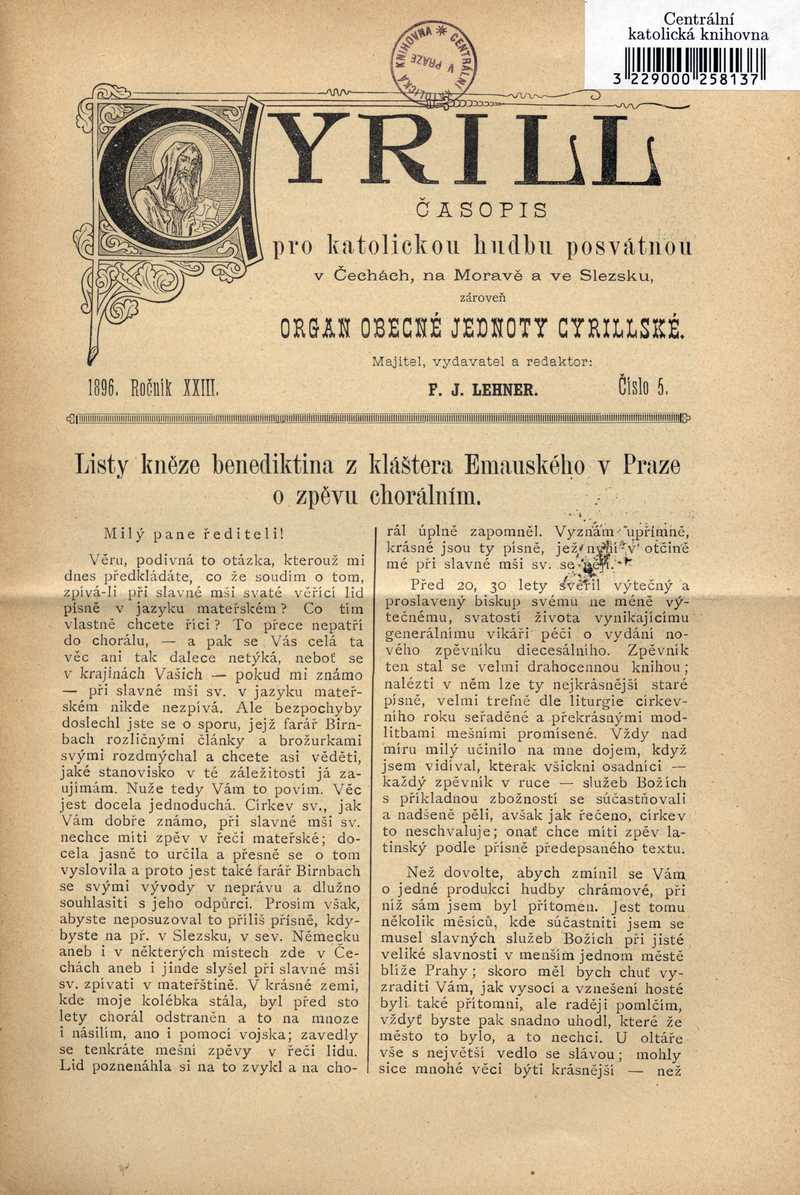 Centrální
katolická knihovna
3 229000 258137
KNIHOVNA * CENTRÁLNÍ
V PRAZE
CYRILL
ČASOPIS
pro katolickou hudbu posvátnou
v Čechách, na Moravě a ve Slezsku,
zároveň
ORGAN OBECNÉ JEDNOTY CYRILLSKÉ.
Majitel, vydavatel a redaktor:
1896. Ročník XXIII.
F. J. LEHNER.
Číslo 5.
Listy kněze benediktina z kláštera Emauského v Praze
o zpěvu chorálním.
Milý pane řediteli!
Věru, podivná to otázka, kterouž mi
dnes předkládáte, co že soudím o tom,
zpívá-li při slavné mši svaté věřící lid
písně v jazyku mateřském? Co tím
vlastně chcete říci? To přece nepatří
do chorálu, — a pak se Vás celá ta
věc ani tak dalece netýká, neboť se
v krajinách Vašich — pokud mi známo
— při slavné mši sv. v jazyku mateř-
ském nikde nezpívá. Ale bezpochyby
doslechl jste se o sporu, jejž farář Birn-
bach rozličnými články a brožurkami
svými rozdmýchal a chcete asi věděti,
jaké stanovisko v té záležitosti já za-
ujímám. Nuže tedy Vám to povím. Věc
jest docela jednoduchá. Církev sv., jak
Vám dobře známo, při slavné mši sv.
nechce míti zpěv v řeči mateřské; do-
cela jasně to určila a přesně se o tom
vyslovila a proto jest také farář Birnbach
se svými vývody v neprávu a dlužno
souhlasiti s jeho odpůrci. Prosím však,
abyste neposuzoval to příliš přísně, kdy-
byste na př. v Slezsku, v sev. Německu
aneb i v některých místech zde v Če-
chách aneb i jinde slyšel při slavné mši
sv. zpívati v mateřštině. V krásné zemi,
kde moje kolébka stála, byl před sto
lety chorál odstraněn a to na mnoze
i násilím, ano i pomocí vojska; zavedly
se tenkráte mešní zpěvy v řeči lidu.
Lid poznenáhla si na to zvykl a na cho-
rál úplně zapomněl. Vyznám upřímně,
krásné jsou ty písně, jež nyní v otčině
mé při slavné mši sv. se pějí.
Před 20, 30 lety svěřil výtečný a
proslavený biskup svému ne méně vý-
tečnému, svatostí života vynikajícímu
generálnímu vikáři péči o vydání no-
vého zpěvníku diecesálního. Zpěvník
ten stal se velmi drahocennou knihou;
nalézti v něm lze ty nejkrásnější staré
písně, velmi trefně dle liturgie církev-
ního roku seřaděné a překrásnými mod-
litbami mešními promísené. Vždy nad
míru milý učinilo na mne dojem, když
jsem vídíval, kterak všickni osadníci —
každý zpěvník v ruce — služeb Božích
s příkladnou zbožností se súčastňovali
a nadšeně pěli, avšak jak řečeno, církev
to neschvaluje; onať chce míti zpěv la-
tinský podle přísně předepsaného textu.
Než dovolte, abych zmínil se Vám
o jedné produkci hudby chrámové, při
níž sám jsem byl přítomen. Jest tomu
několik měsíců, kde súčastniti jsem se
musel slavných služeb Božích při jisté
veliké slavnosti v menším jednom městě
blíže Prahy; skoro měl bych chuť vy-
zraditi Vám, jak vysocí a vznešení hosté
byli také přítomni, ale raději pomlčím,
vždyť byste pak snadno uhodl, které že
město to bylo, a to nechci. U oltáře
vše s největší vedlo se slávou; mohly
sice mnohé věci býti krásnější — než